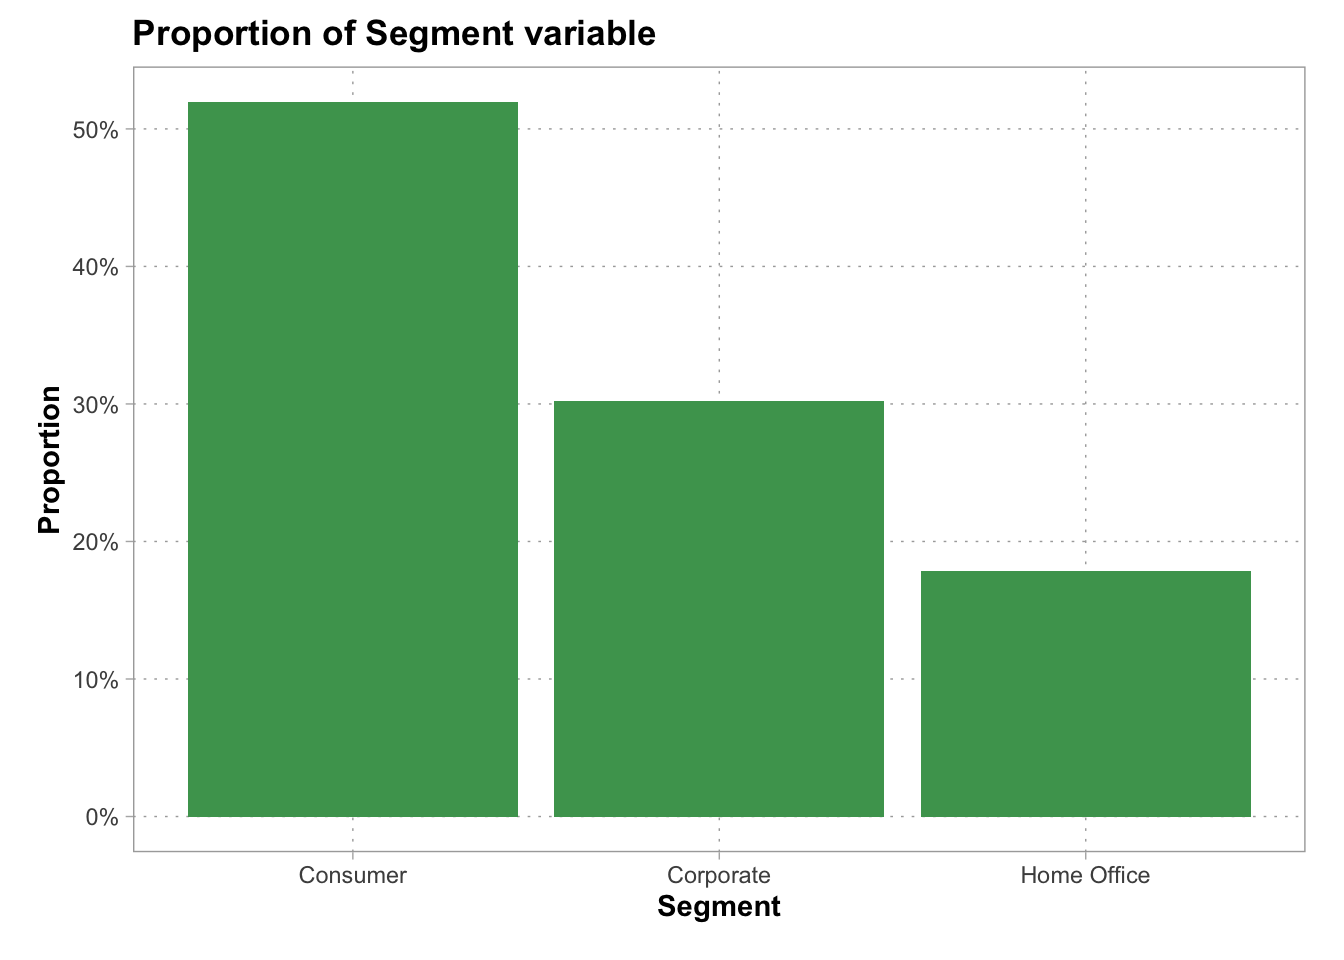 Proportion of Segment variable
Proportion
50%
40%
30%
20%
10%
0%
Consumer Corporate Home Office
Segment